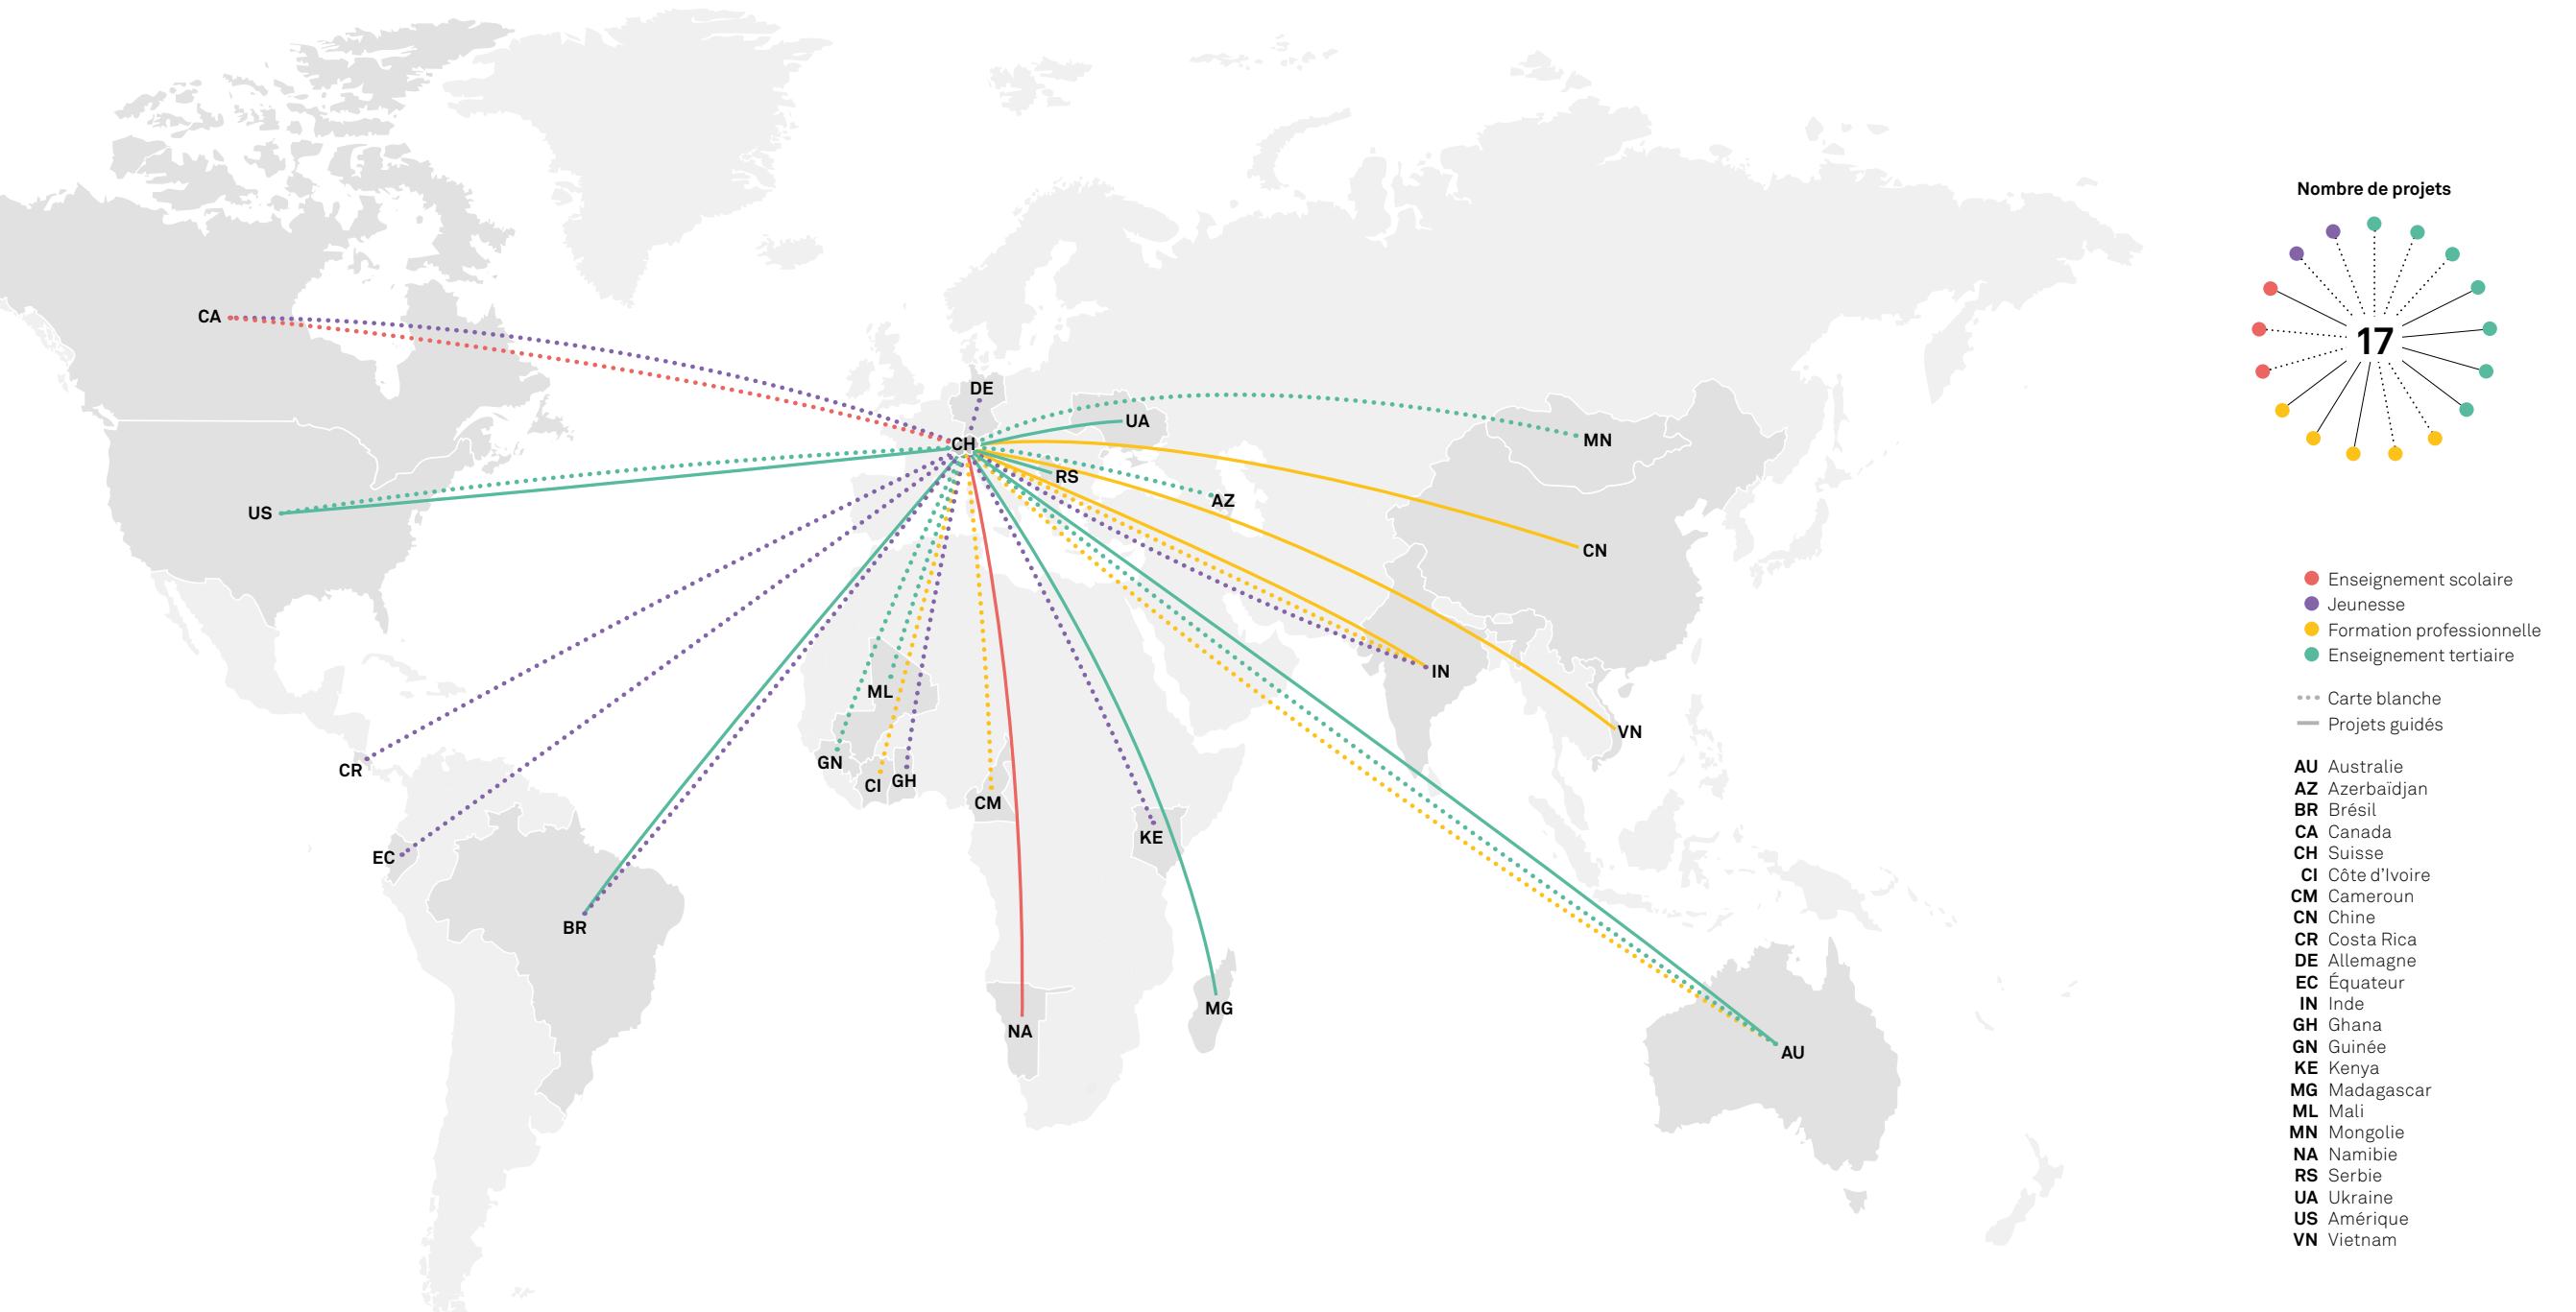 Nombre de projets
17
Enseignement scolaire
Jeunesse
Formation professionnelle
Enseignement tertiaire
Carte blanche
Projets guidés
AU Australie
AZ Azerbaïdjan
BR Brésil
CA Canada
CH Suisse
CI Côte d'Ivoire
CM Cameroun
CN Chine
CR Costa Rica
DE Allemagne
EC Équateur
IN Inde
GH Ghana
GN Guinée
KE Kenya
MG Madagascar
ML Mali
MN Mongolie
NA Namibie
RS Serbie
UA Ukraine
US Amérique
VN Vietnam
CA
DE
UA
CH
MN
RS
AZ
US
CN
IN
ML
VN
GN
CR
CI
GH
CM
KE
EC
BR
MG
NA
AU